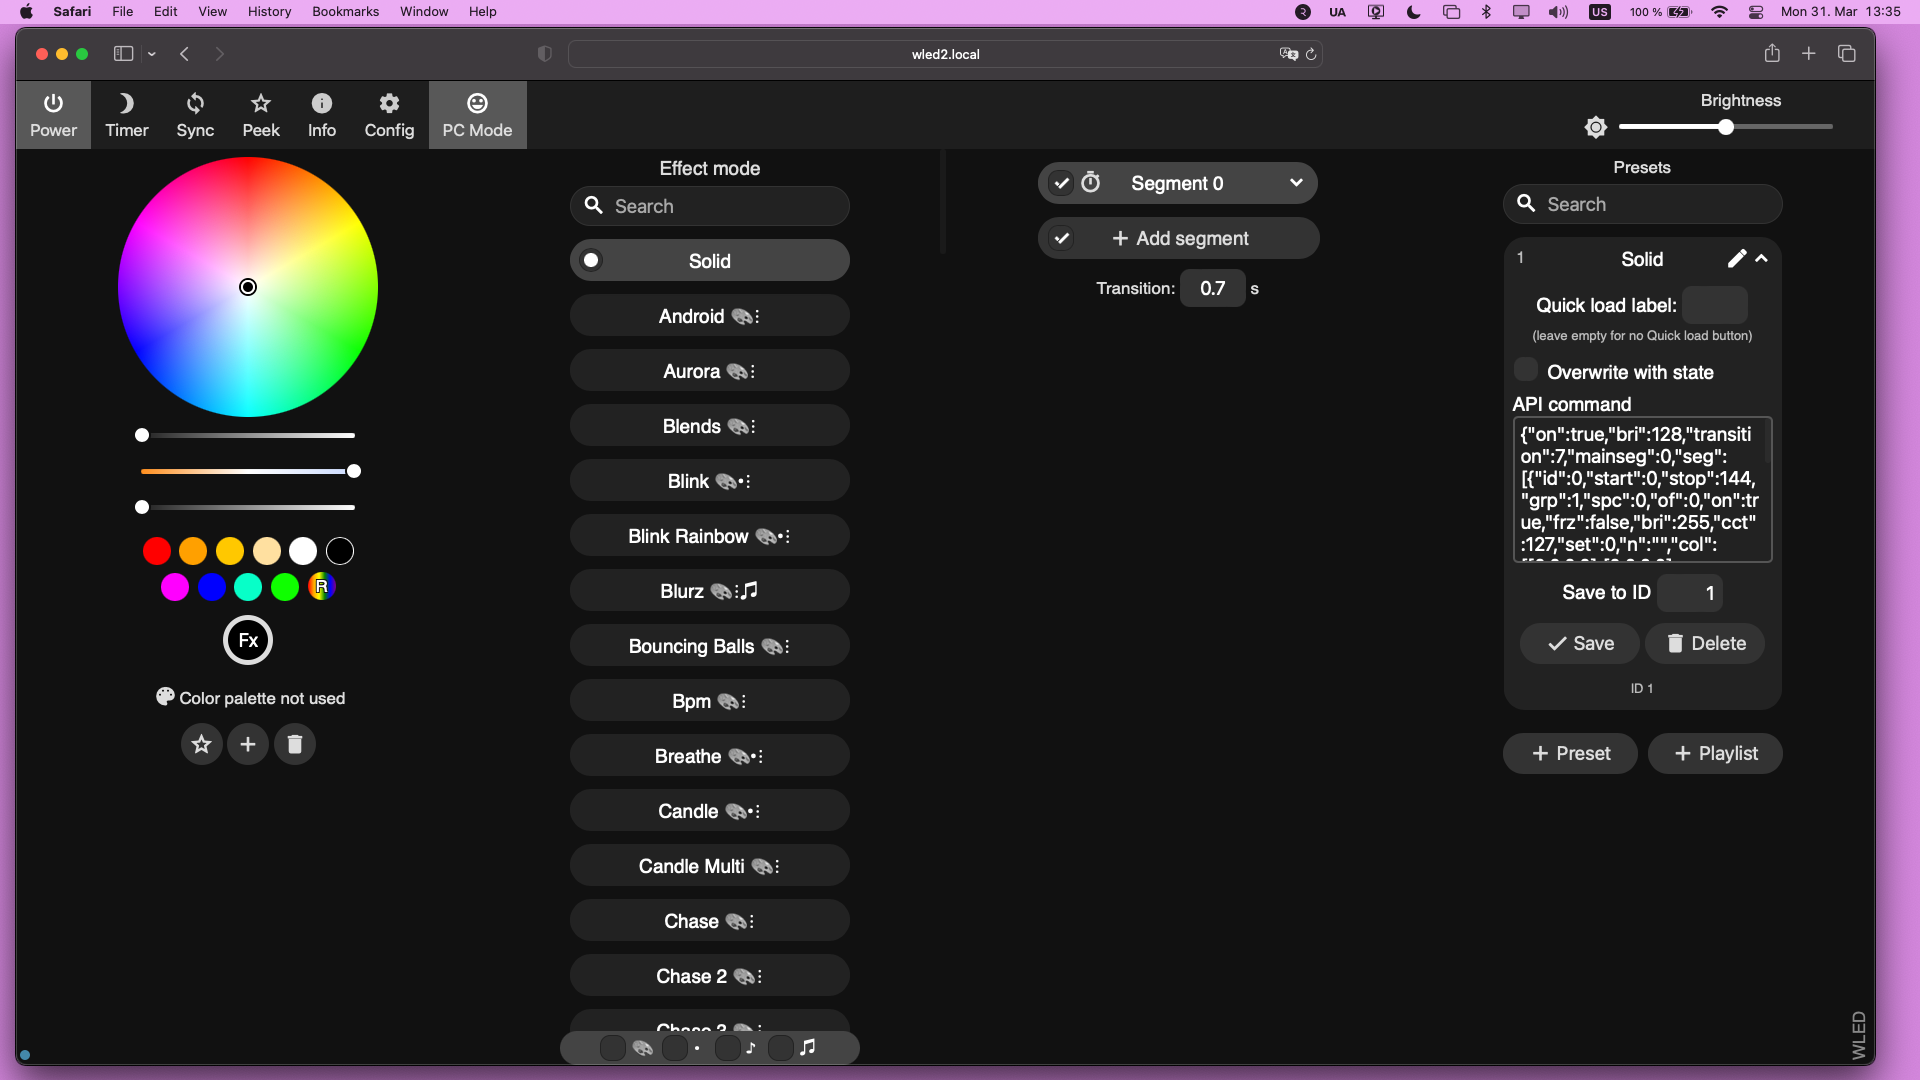 Safari File Edit View History Bookmarks Window Help
R UA US 100 % Mon 31. Mar 13:35
wled2.local
Power Timer Sync Peek Info Config PC Mode
Brightness
R
Fx
Color palette not used
Effect mode
Search
Solid
Android
Aurora
Blends
Blink
Blink Rainbow
Blurz
Bouncing Balls
Bpm
Breathe
Candle
Candle Multi
Chase
Chase 2
Chase 3
Segment 0
+ Add segment
Transition: 0.7 s
Presets
Search
1 Solid
Quick load label:
(leave empty for no Quick load button)
Overwrite with state
API command
{"on":true,"bri":128,"transiti
on":7,"mainseg":0,"seg":
[{"id":0,"start":0,"stop":144,
"grp":1,"spc":0,"of":0,"on":tr
ue,"frz":false,"bri":255,"cct"
:127,"set":0,"n":"","col":
Save to ID 1
Save Delete
ID 1
+ Preset + Playlist
WLED